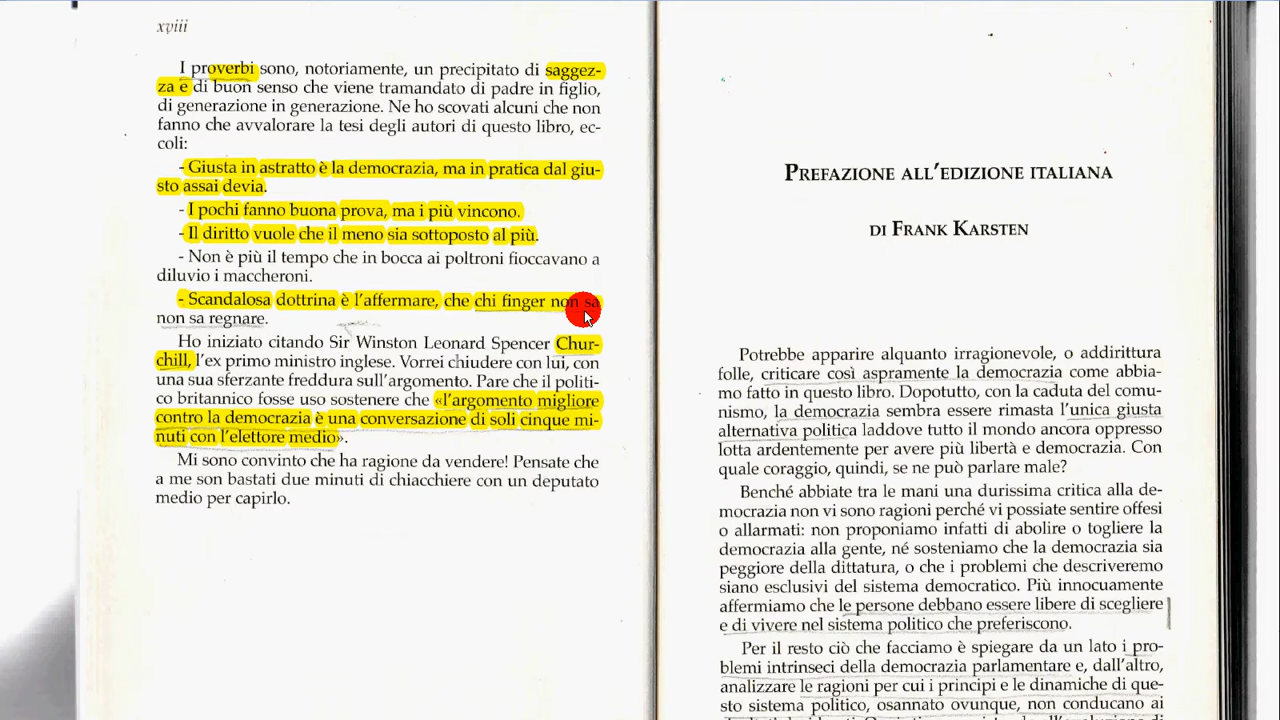 xviii
I proverbi sono, notoriamente, un precipitato di saggez-
za e di buon senso che viene tramandato di padre in figlio,
di generazione in generazione. Ne ho scovati alcuni che non
fanno che avvalorare la tesi degli autori di questo libro, ec-
coli:
- Giusta in astratto è la democrazia, ma in pratica dal giu-
sto assai devia.
- I pochi fanno buona prova, ma i più vincono.
- Il diritto vuole che il meno sia sottoposto al più.
- Non è più il tempo che in bocca ai poltroni fioccavano a
diluvio i maccheroni.
- Scandalosa dottrina è l'affermare, che chi finger non sa
non sa regnare.
Ho iniziato citando Sir Winston Leonard Spencer Chur-
chill, l'ex primo ministro inglese. Vorrei chiudere con lui, con
una sua sferzante freddura sull'argomento. Pare che il politi-
co britannico fosse uso sostenere che «l'argomento migliore
contro la democrazia è una conversazione di soli cinque mi-
nuti con l'elettore medio».
Mi sono convinto che ha ragione da vendere! Pensate che
a me son bastati due minuti di chiacchiere con un deputato
medio per capirlo.
PREFAZIONE ALL'EDIZIONE ITALIANA
DI FRANK KARSTEN
Potrebbe apparire alquanto irragionevole, o addirittura
folle, criticare così aspramente la democrazia come abbia-
mo fatto in questo libro. Dopotutto, con la caduta del comu-
nismo, la democrazia sembra essere rimasta l'unica giusta
alternativa politica laddove tutto il mondo ancora oppresso
lotta ardentemente per avere più libertà e democrazia. Con
quale coraggio, quindi, se ne può parlare male?
Benché abbiate tra le mani una durissima critica alla de-
mocrazia non vi sono ragioni perché vi possiate sentire offesi
o allarmati: non proponiamo infatti di abolire o togliere la
democrazia alla gente, né sosteniamo che la democrazia sia
peggiore della dittatura, o che i problemi che descriveremo
siano esclusivi del sistema democratico. Più innocuamente
affermiamo che le persone debbano essere libere di scegliere
e di vivere nel sistema politico che preferiscono.
Per il resto ciò che facciamo è spiegare da un lato i pro-
blemi intrinseci della democrazia parlamentare e, dall'altro,
analizzare le ragioni per cui i principi e le dinamiche di que-
sto sistema politico, osannato ovunque, non conducano ai